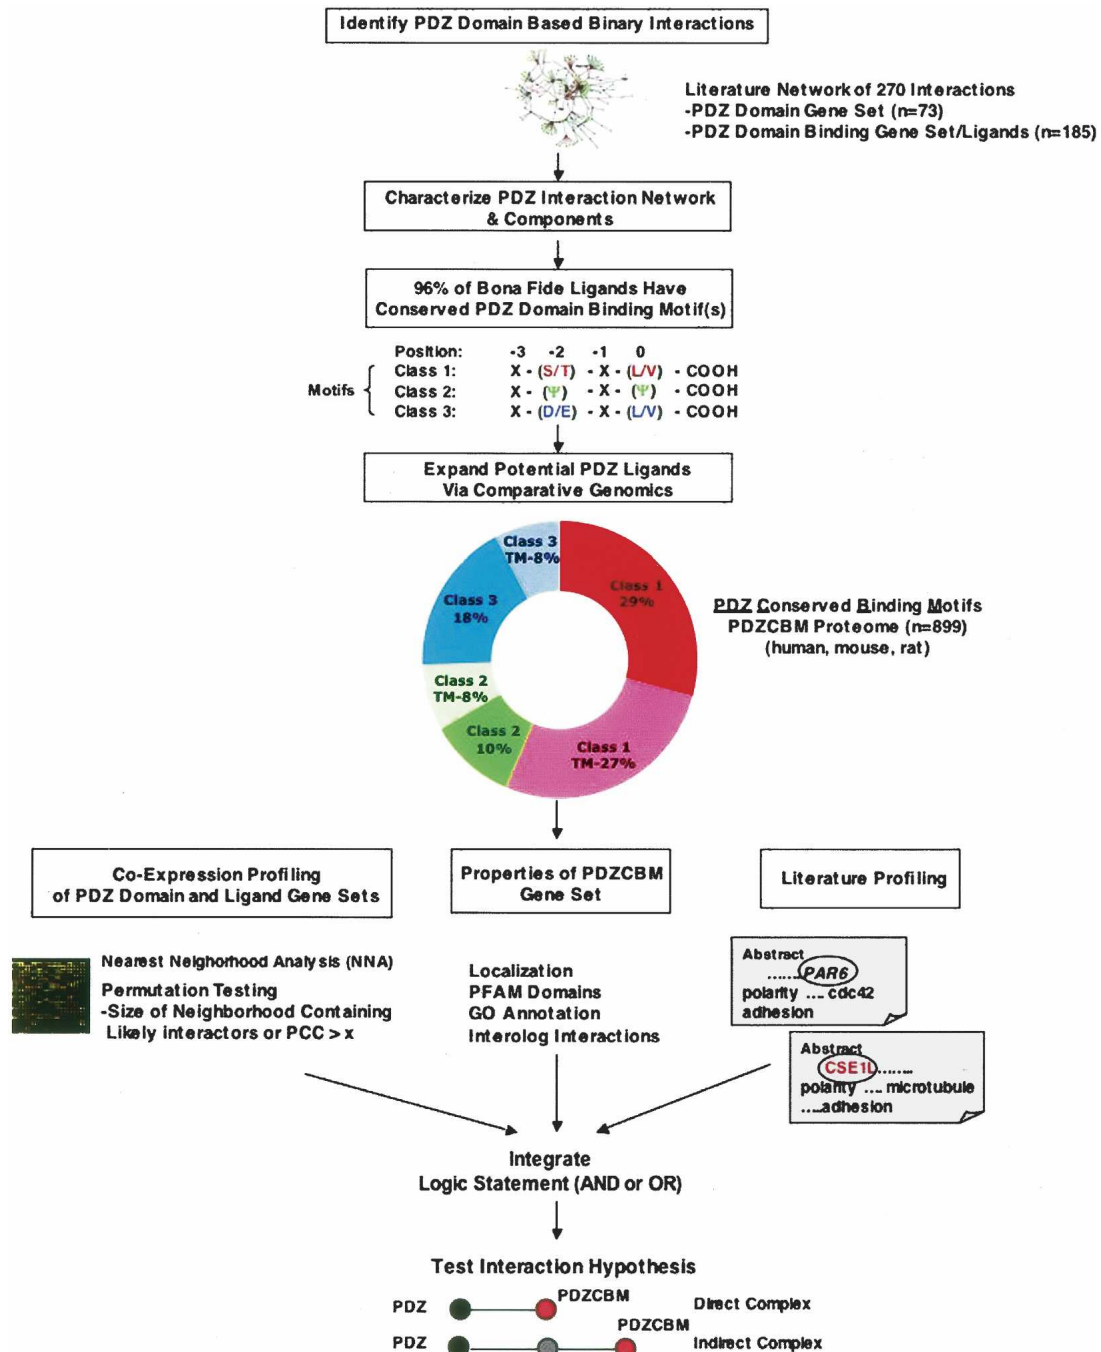 Identify PDZ Domain Based Binary Interactions
Literature Network of 270 Interactions
-PDZ Domain Gene Set (n=73)
-PDZ Domain Binding Gene Set/Ligands (n=185)
Characterize PDZ Interaction Network
& Components
96% of Bona Fide Ligands Have
Conserved PDZ Domain Binding Motif(s)
Position: -3 -2 -1 0
Class 1: X - (S/T) - X - (L/V) - COOH
Motifs
Class 2: X - (Ψ) - X - (Ψ) - COOH
Class 3: X - (D/E) - X - (L/V) - COOH
Expand Potential PDZ Ligands
Via Comparative Genomics
Class 3
TM-8%
Class 1
29%
Class 3
18%
PDZ Conserved Binding Motifs
PDZCBM Proteome (n=899)
(human, mouse, rat)
Class 2
TM-8%
Class 2
10%
Class 1
TM-27%
Co-Expression Profiling
of PDZ Domain and Ligand Gene Sets
Properties of PDZCBM
Gene Set
Literature Profiling
Nearest Neighorhood Analysis (NNA)
Permutation Testing
-Size of Neighborhood Containing
Likely interactors or PCC > x
Localization
PFAM Domains
GO Annotation
Interolog Interactions
Abstract
.......PAR6
polarity .... cdc42
adhesion
Abstract
CSE1L........
polarity .... microtubule
.....adhesion
Integrate
Logic Statement (AND or OR)
Test Interaction Hypothesis
PDZ PDZCBM Direct Complex
PDZ PDZCBM Indirect Complex